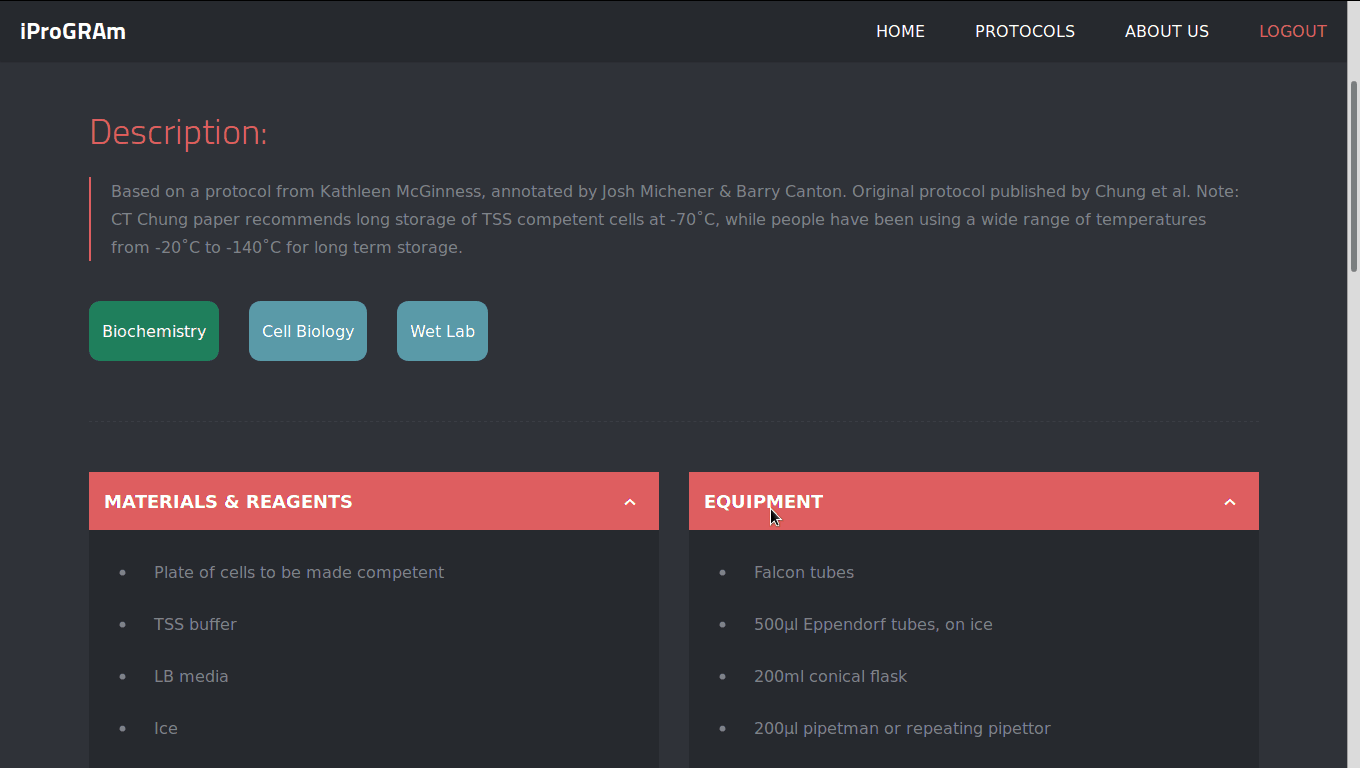 iProGRAm
HOME PROTOCOLS ABOUT US LOGOUT
Description:
Based on a protocol from Kathleen McGinness, annotated by Josh Michener & Barry Canton. Original protocol published by Chung et al. Note:
CT Chung paper recommends long storage of TSS competent cells at -70˚C, while people have been using a wide range of temperatures
from -20˚C to -140˚C for long term storage.
Biochemistry Cell Biology Wet Lab
MATERIALS & REAGENTS
• Plate of cells to be made competent
• TSS buffer
• LB media
• Ice
EQUIPMENT
• Falcon tubes
• 500μl Eppendorf tubes, on ice
• 200ml conical flask
• 200μl pipetman or repeating pipettor